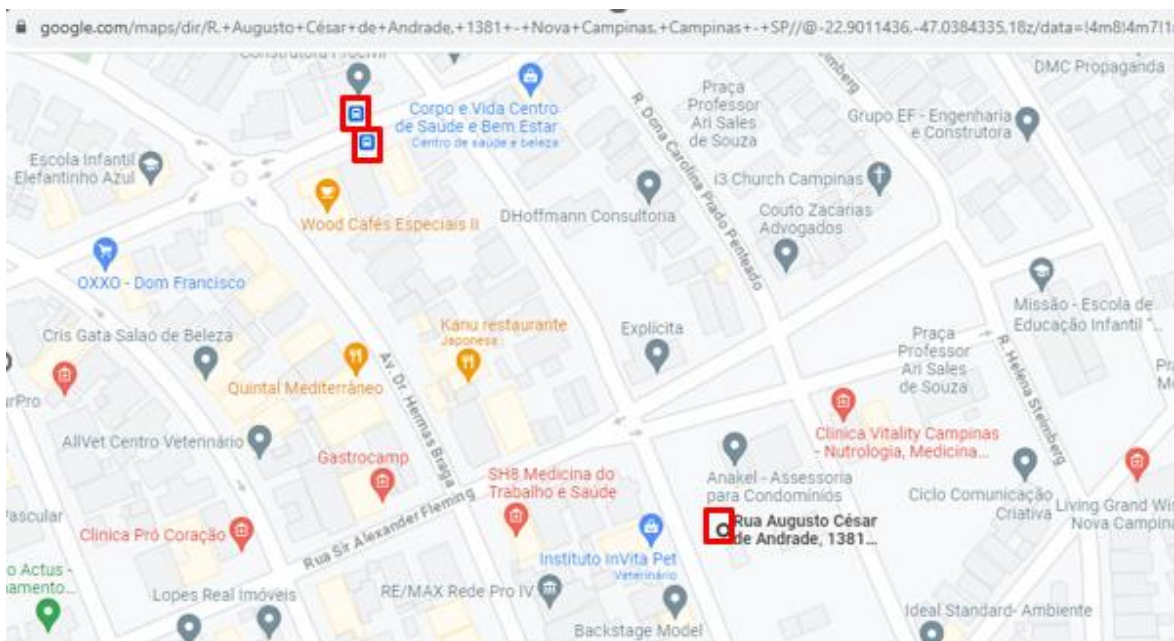 google.com/maps/dir/R.+Augusto+César+de+Andrade,+1381+-+Nova+Campinas,+Campinas+-+SP//@-22.9011436,-47.0384335,18z/data=!4m8!4m7!1
DMC Propaganda
Praça
Professor
Ari Sales
de Souza
Corpo e Vida Centro
de Saúde e Bem Estar
Centro de saúde e beleza
Grupo EF - Engenharia
e Construtora
R. Dona Carolina Prado Penteado
Escola Infantil
Elefantinho Azul
i3 Church Campinas
Wood Cafés Especiais II
DHoffmann Consultoria
Couto Zacarias
Advogados
OXXO - Dom Francisco
Missão - Escola de
Educação Infantil "...
Cris Gata Salao de Beleza
Kanu restaurante
Japonesa
Explícita
Praça
Professor
Ari Sales
de Souza
R. Helena Steimberg
Quintal Mediterrâneo
Av. Dr. Hermas Braga
AllVet Centro Veterinário
Clinica Vitality Campinas
- Nutrologia, Medicina...
Gastrocamp
SH8 Medicina do
Trabalho e Saúde
Anakel - Assessoria
para Condomínios
Ciclo Comunicação
Criativa
Living Grand Wi
Nova Campin
Rua Sir Alexander Fleming
Clinica Pró Coração
Rua Augusto César
de Andrade, 1381...
Instituto InVita Pet
Veterinário
Lopes Real Imóveis
RE/MAX Rede Pro IV
Backstage Model
Ideal Standard- Ambiente